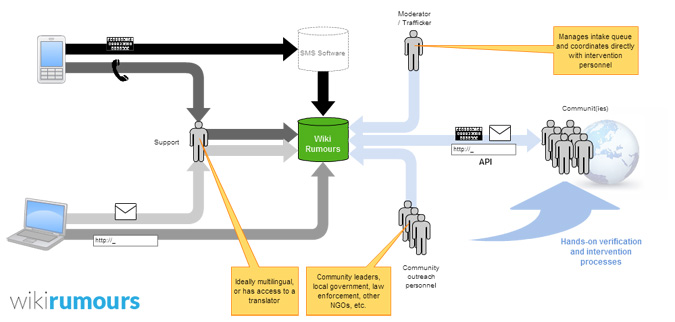 Moderator
/ Trafficker
Manages intake queue
and coordinates directly
with intervention
personnel
SMS Software
Communit(ies)
Support
Wiki
Rumours
http://_
API
http://_
Hands-on verification
and intervention
processes
Community
outreach
personnel
Ideally multilingual,
or has access to a
translator
Community leaders,
local government, law
enforcement, other
NGOs, etc.
wikirumours